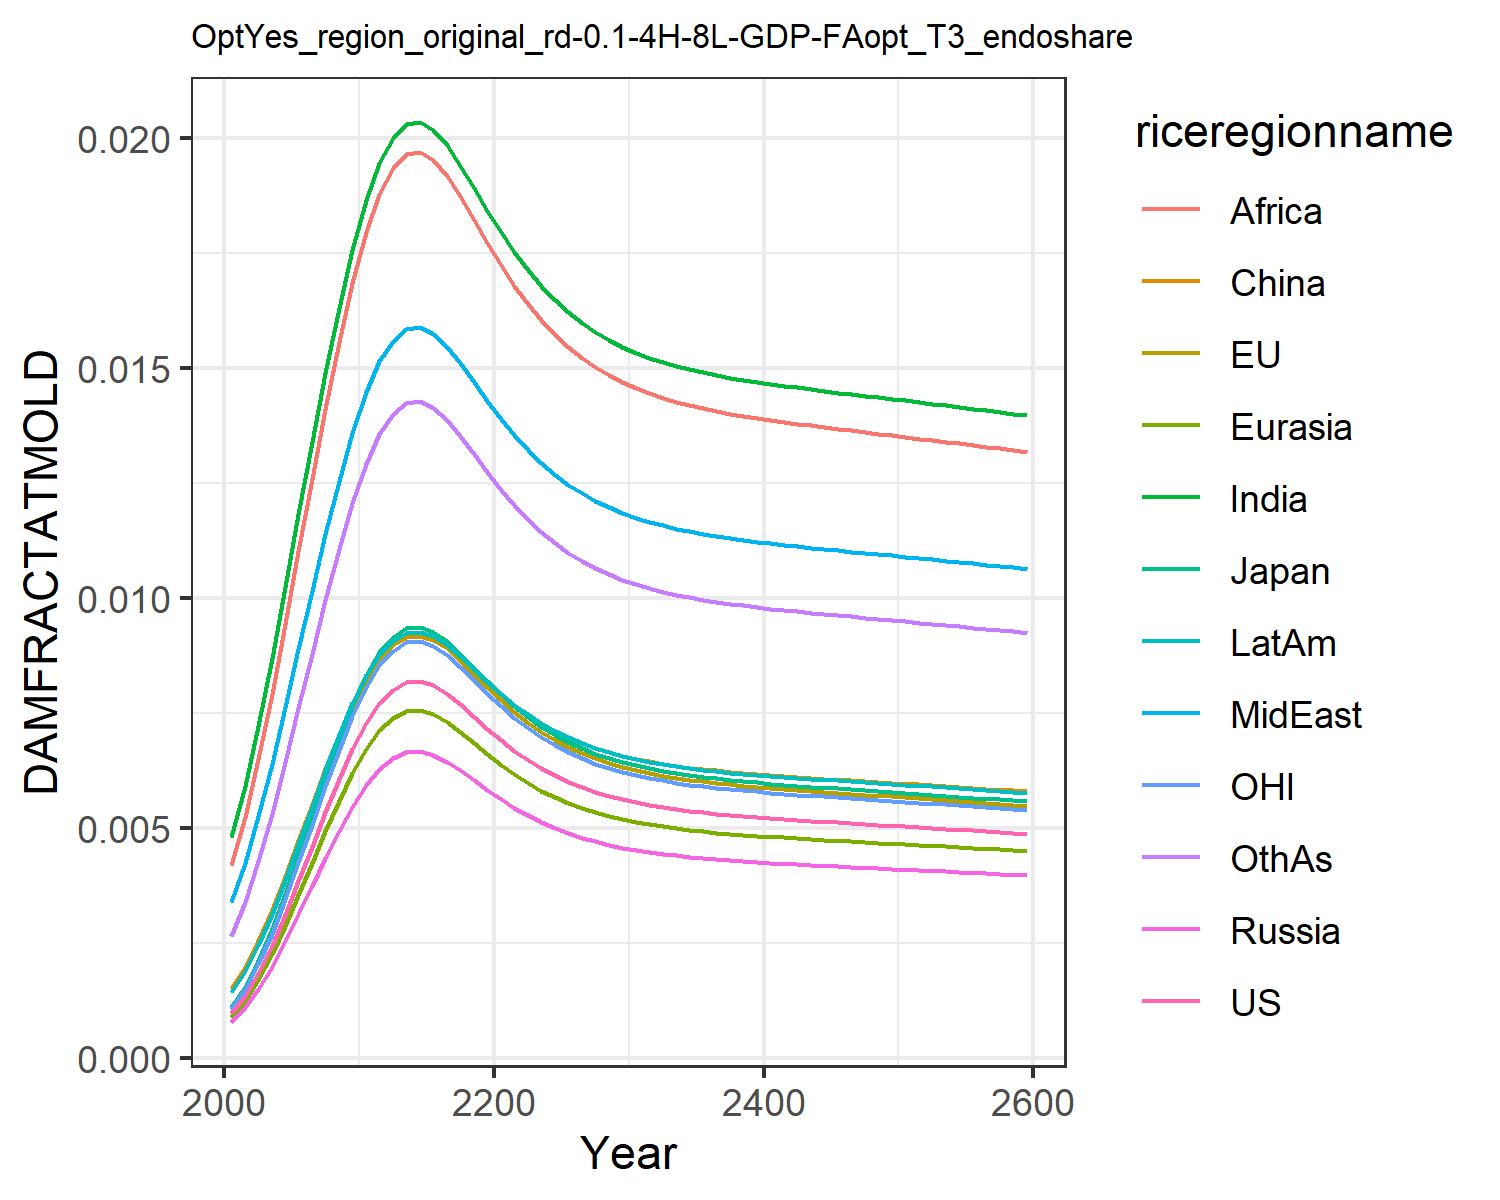 OptYes_region_original_rd-0.1-4H-8L-GDP-FAopt_T3_endoshare
DAMFRACTATMOLD
0.020
0.015
0.010
0.005
0.000
2000 2200 2400 2600
Year
riceregionname
Africa
China
EU
Eurasia
India
Japan
LatAm
MidEast
OHI
OthAs
Russia
US